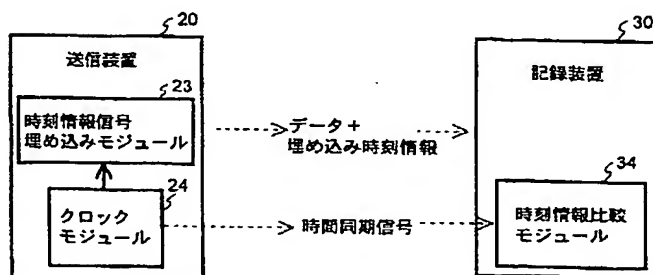 20
送信装置
23
時刻情報信号
埋め込みモジュール
24
クロック
モジュール
データ+
埋め込み時刻情報
時間同期信号
30
記録装置
34
時刻情報比較
モジュール